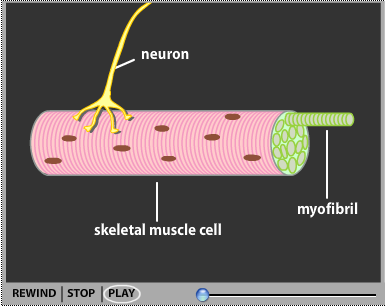 neuron
myofibril
skeletal muscle cell
REWIND STOP PLAY